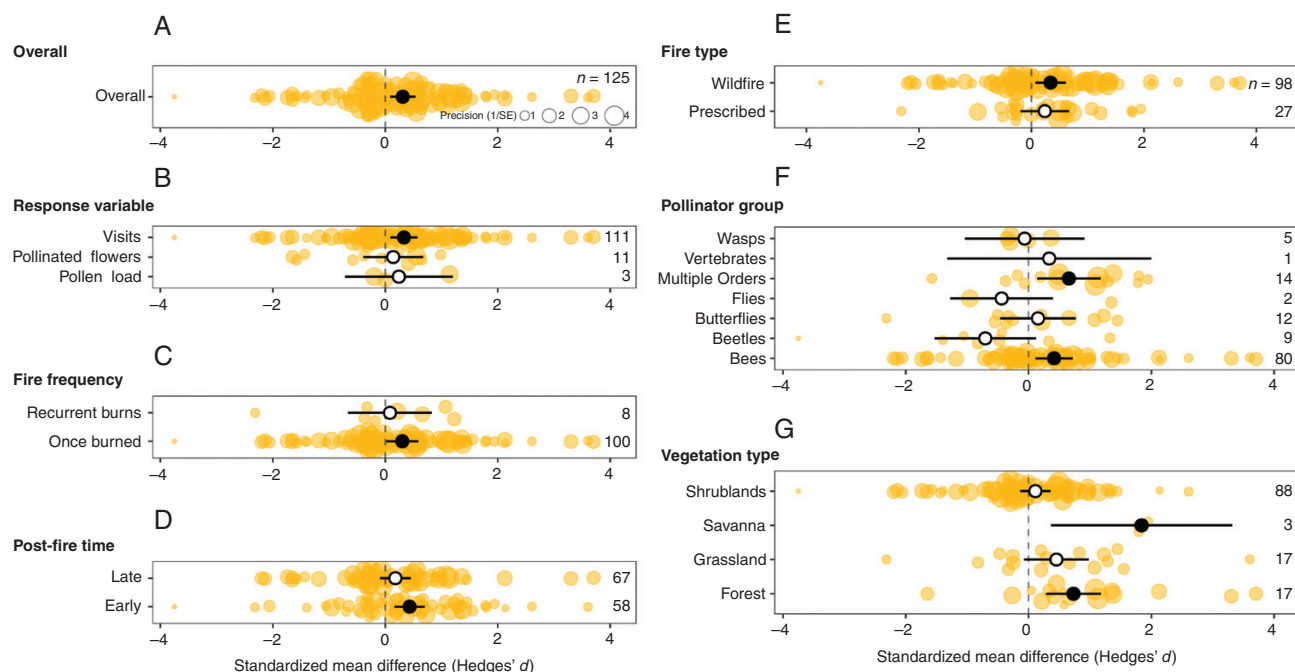 A
Overall
Overall
n = 125
Precision (1/SE) 1 2 3 4
−4 −2 0 2 4
B
Response variable
Visits 111
Pollinated flowers 11
Pollen load 3
−4 −2 0 2 4
C
Fire frequency
Recurrent burns 8
Once burned 100
−4 −2 0 2 4
D
Post-fire time
Late 67
Early 58
−4 −2 0 2 4
Standardized mean difference (Hedges’ d)
E
Fire type
Wildfire n = 98
Prescribed 27
−4 −2 0 2 4
F
Pollinator group
Wasps 5
Vertebrates 1
Multiple Orders 14
Flies 2
Butterflies 12
Beetles 9
Bees 80
−4 −2 0 2 4
G
Vegetation type
Shrublands 88
Savanna 3
Grassland 17
Forest 17
−4 −2 0 2 4
Standardized mean difference (Hedges’ d)